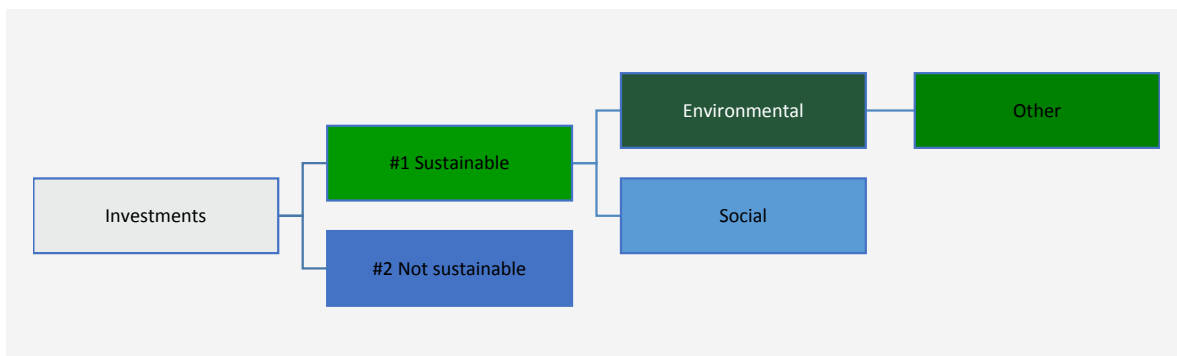 Environmental
Other
#1 Sustainable
Investments
Social
#2 Not sustainable